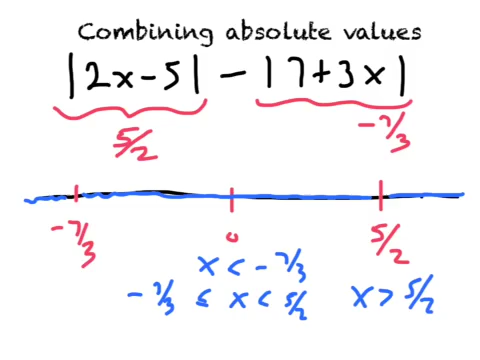 Combining absolute values
|2x-5| - |7+3x|
5/2 -7/3
-7/3 0 5/2
x < -7/3
-7/3 ≤ x < 5/2 x > 5/2